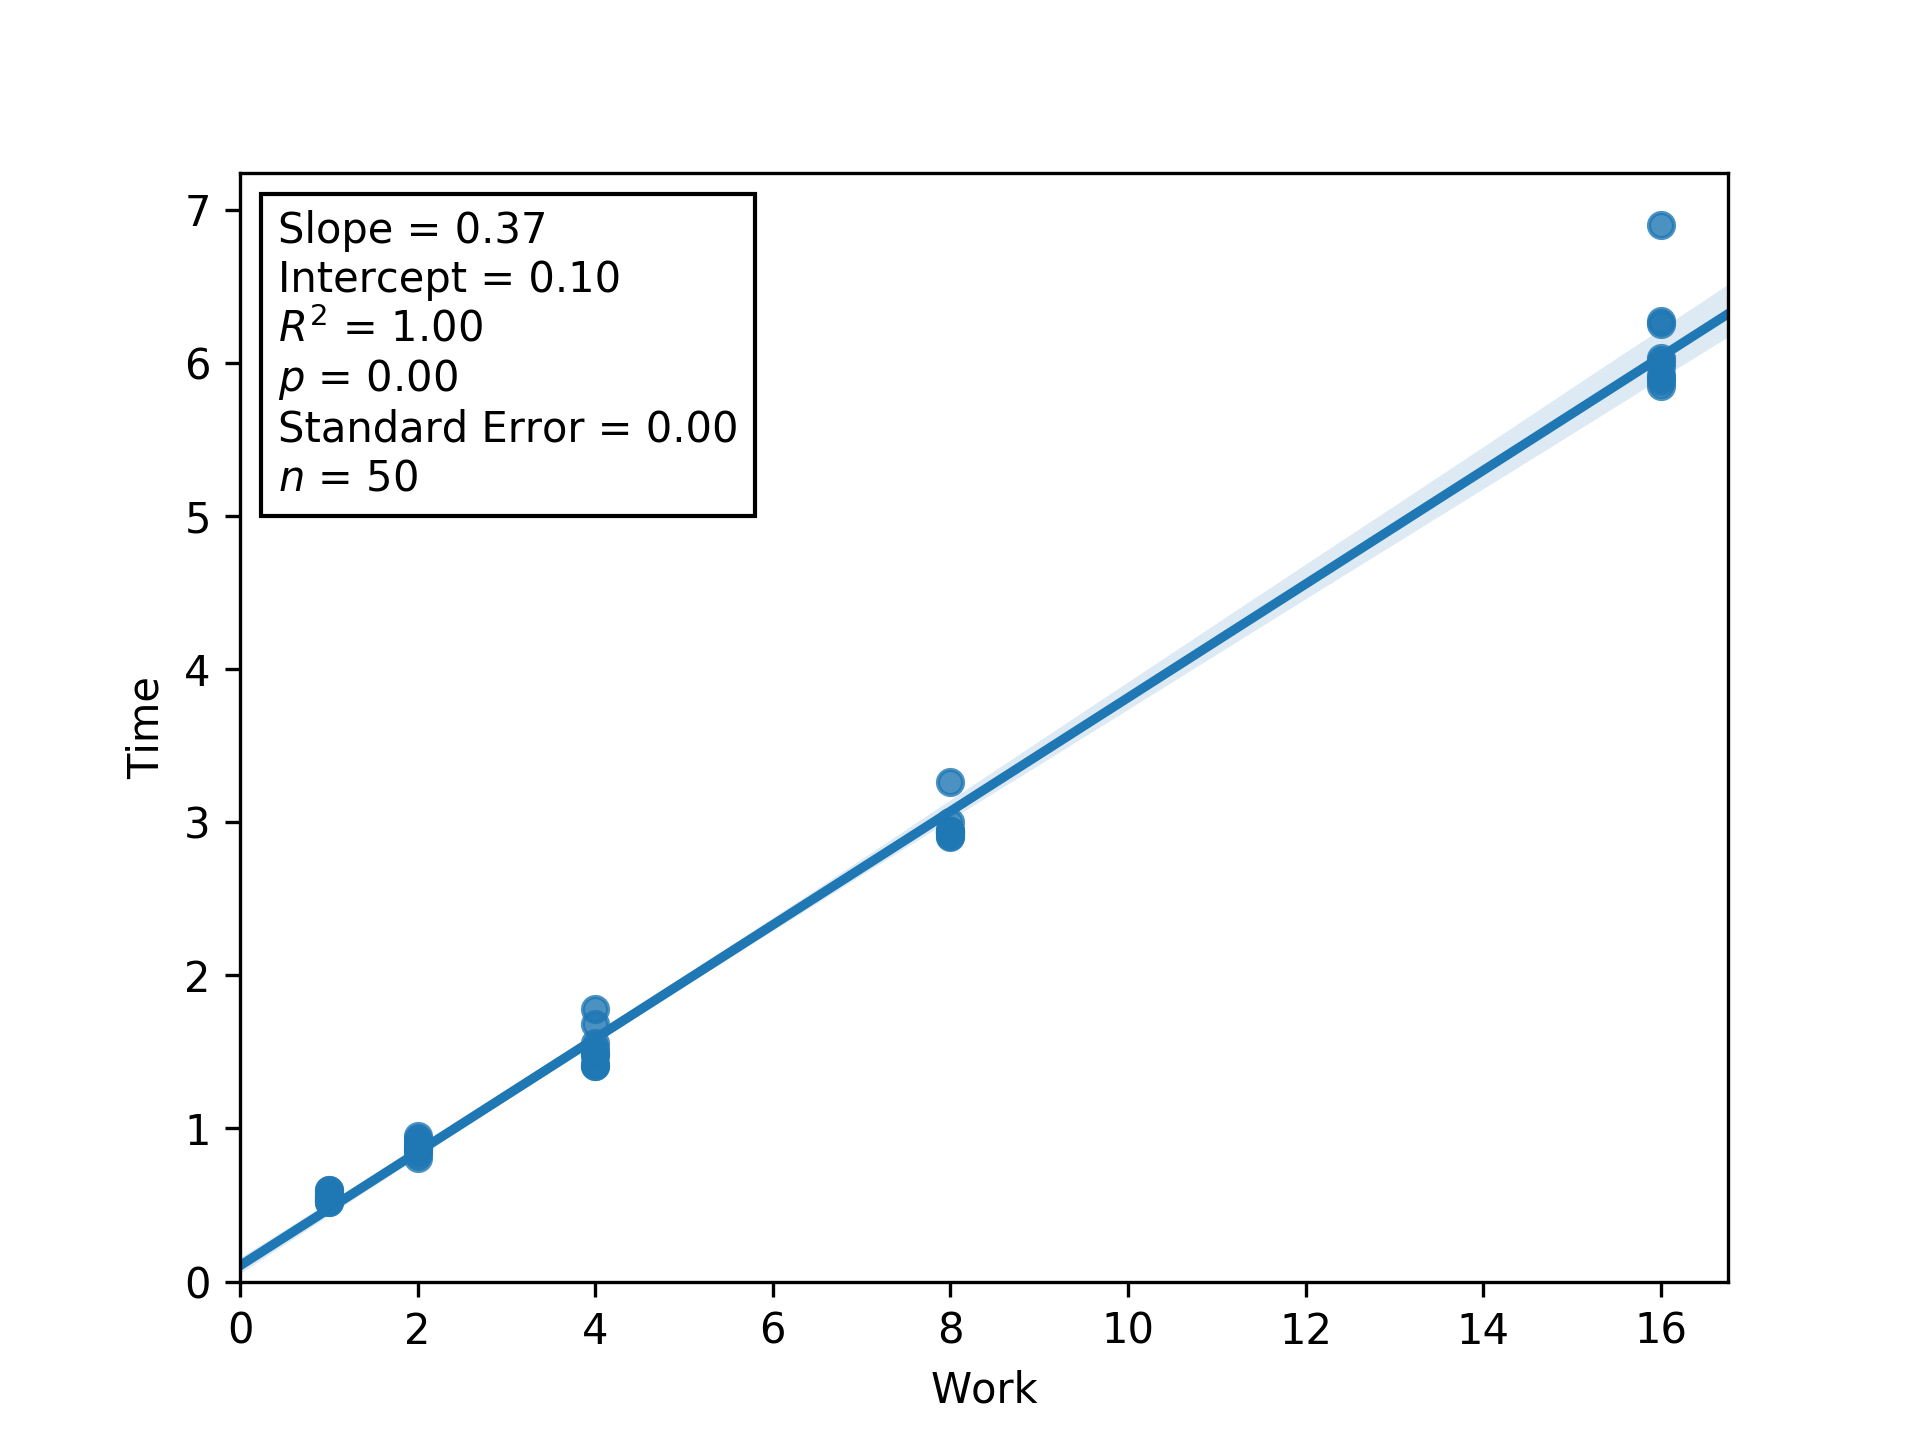 Slope = 0.37
Intercept = 0.10
R² = 1.00
p = 0.00
Standard Error = 0.00
n = 50
7
6
5
4
3
2
1
0
Time
0 2 4 6 8 10 12 14 16
Work